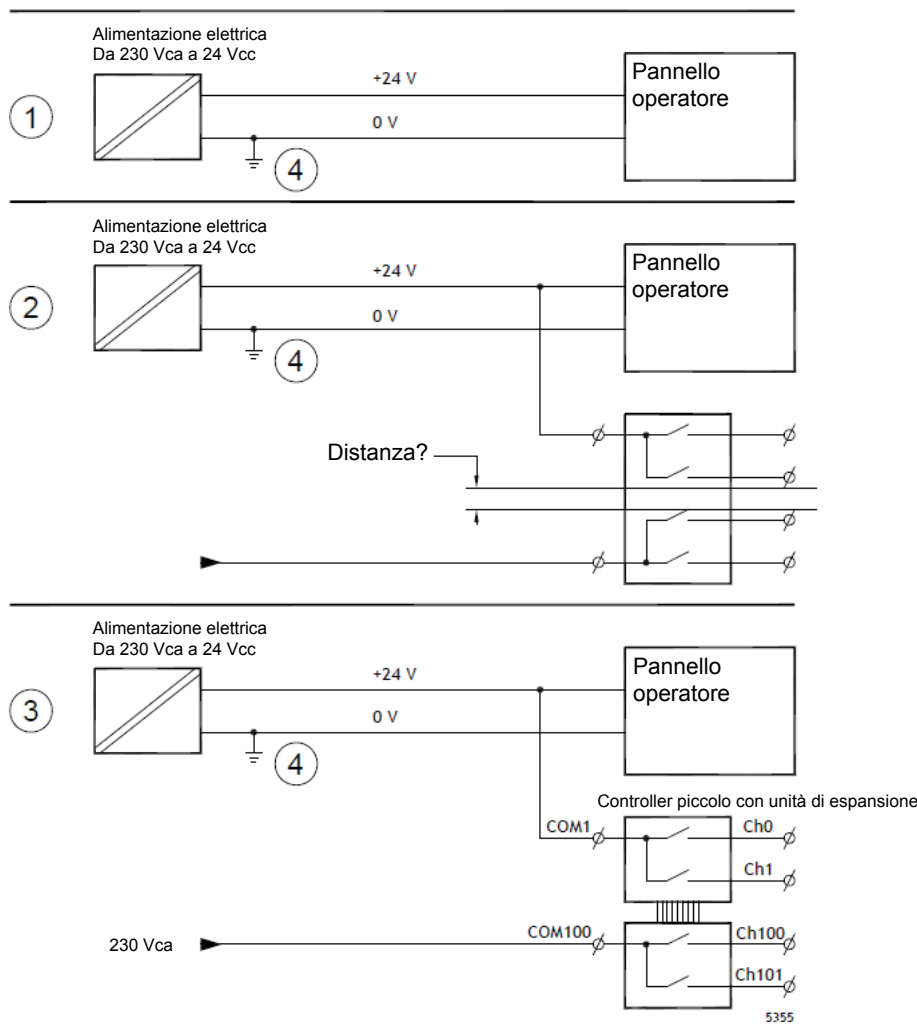 Alimentazione elettrica
Da 230 Vca a 24 Vcc
+24 V
Pannello
operatore
1
0 V
4
Alimentazione elettrica
Da 230 Vca a 24 Vcc
+24 V
Pannello
operatore
2
0 V
4
Distanza?
Alimentazione elettrica
Da 230 Vca a 24 Vcc
+24 V
Pannello
operatore
3
0 V
4
Controller piccolo con unità di espansione
COM1
Ch0
Ch1
230 Vca
COM100
Ch100
Ch101
5355